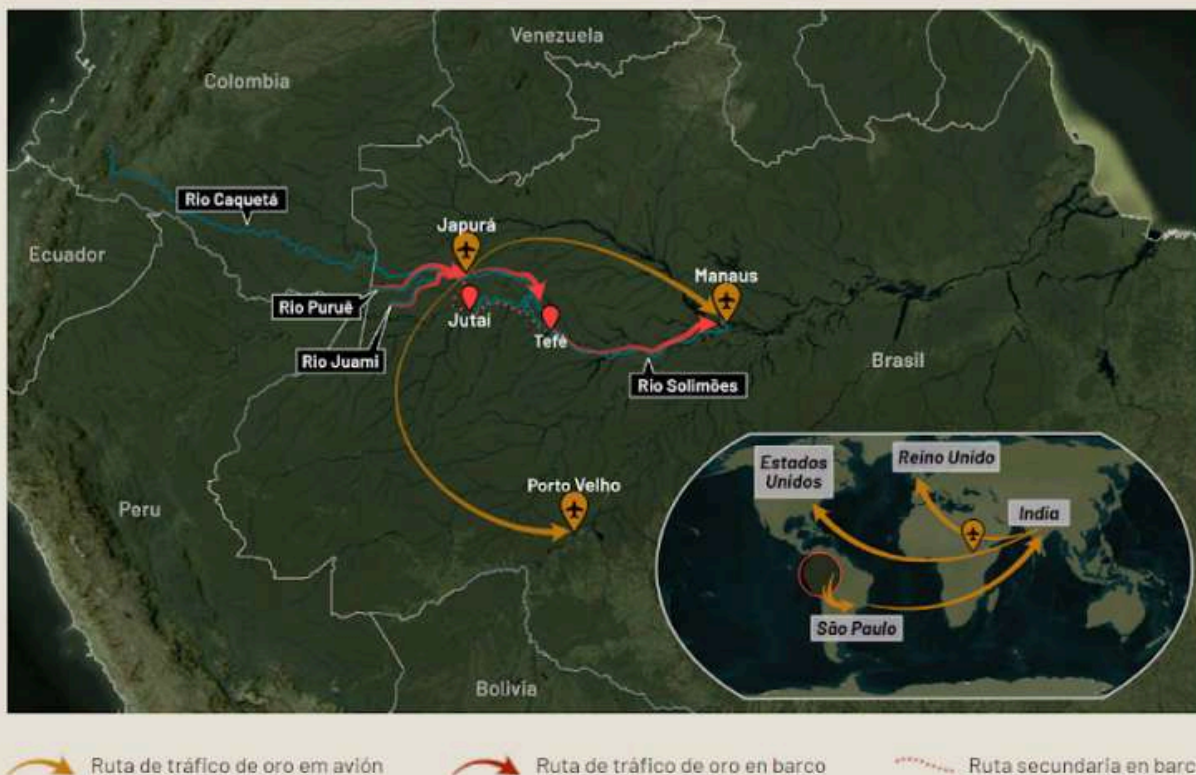 Venezuela
Colombia
Rio Caquetá
Ecuador
Japurá
Manaus
Rio Puruê
Jutaí
Tefé
Rio Juami
Brasil
Rio Solimões
Porto Velho
Peru
Bolivia
Estados
Unidos
Reino Unido
India
São Paulo
Ruta de tráfico de oro em avión
Ruta de tráfico de oro en barco
Ruta secundaria en barc